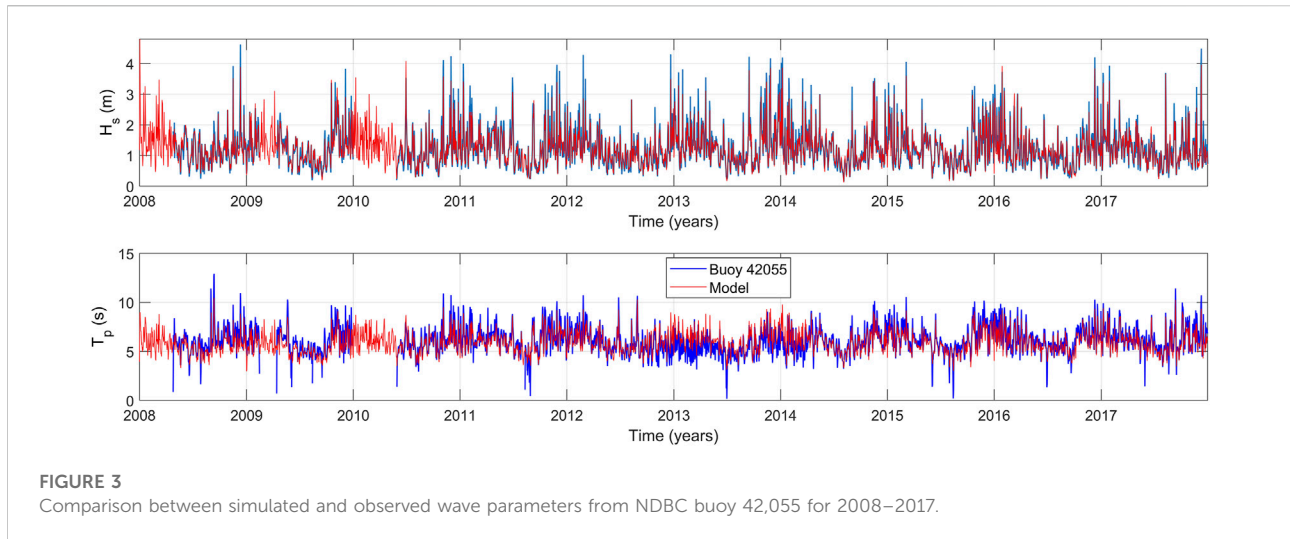 4
3
2
1
0
H_s (m)
2008 2009 2010 2011 2012 2013 2014 2015 2016 2017
Time (years)
15
10
5
0
T_p (s)
Buoy 42055
Model
2008 2009 2010 2011 2012 2013 2014 2015 2016 2017
Time (years)
FIGURE 3
Comparison between simulated and observed wave parameters from NDBC buoy 42,055 for 2008–2017.